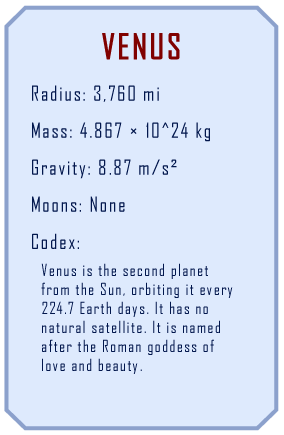 VENUS
Radius: 3,760 mi
Mass: 4.867 × 10^24 kg
Gravity: 8.87 m/s²
Moons: None
Codex:
Venus is the second planet
from the Sun, orbiting it every
224.7 Earth days. It has no
natural satellite. It is named
after the Roman goddess of
love and beauty.